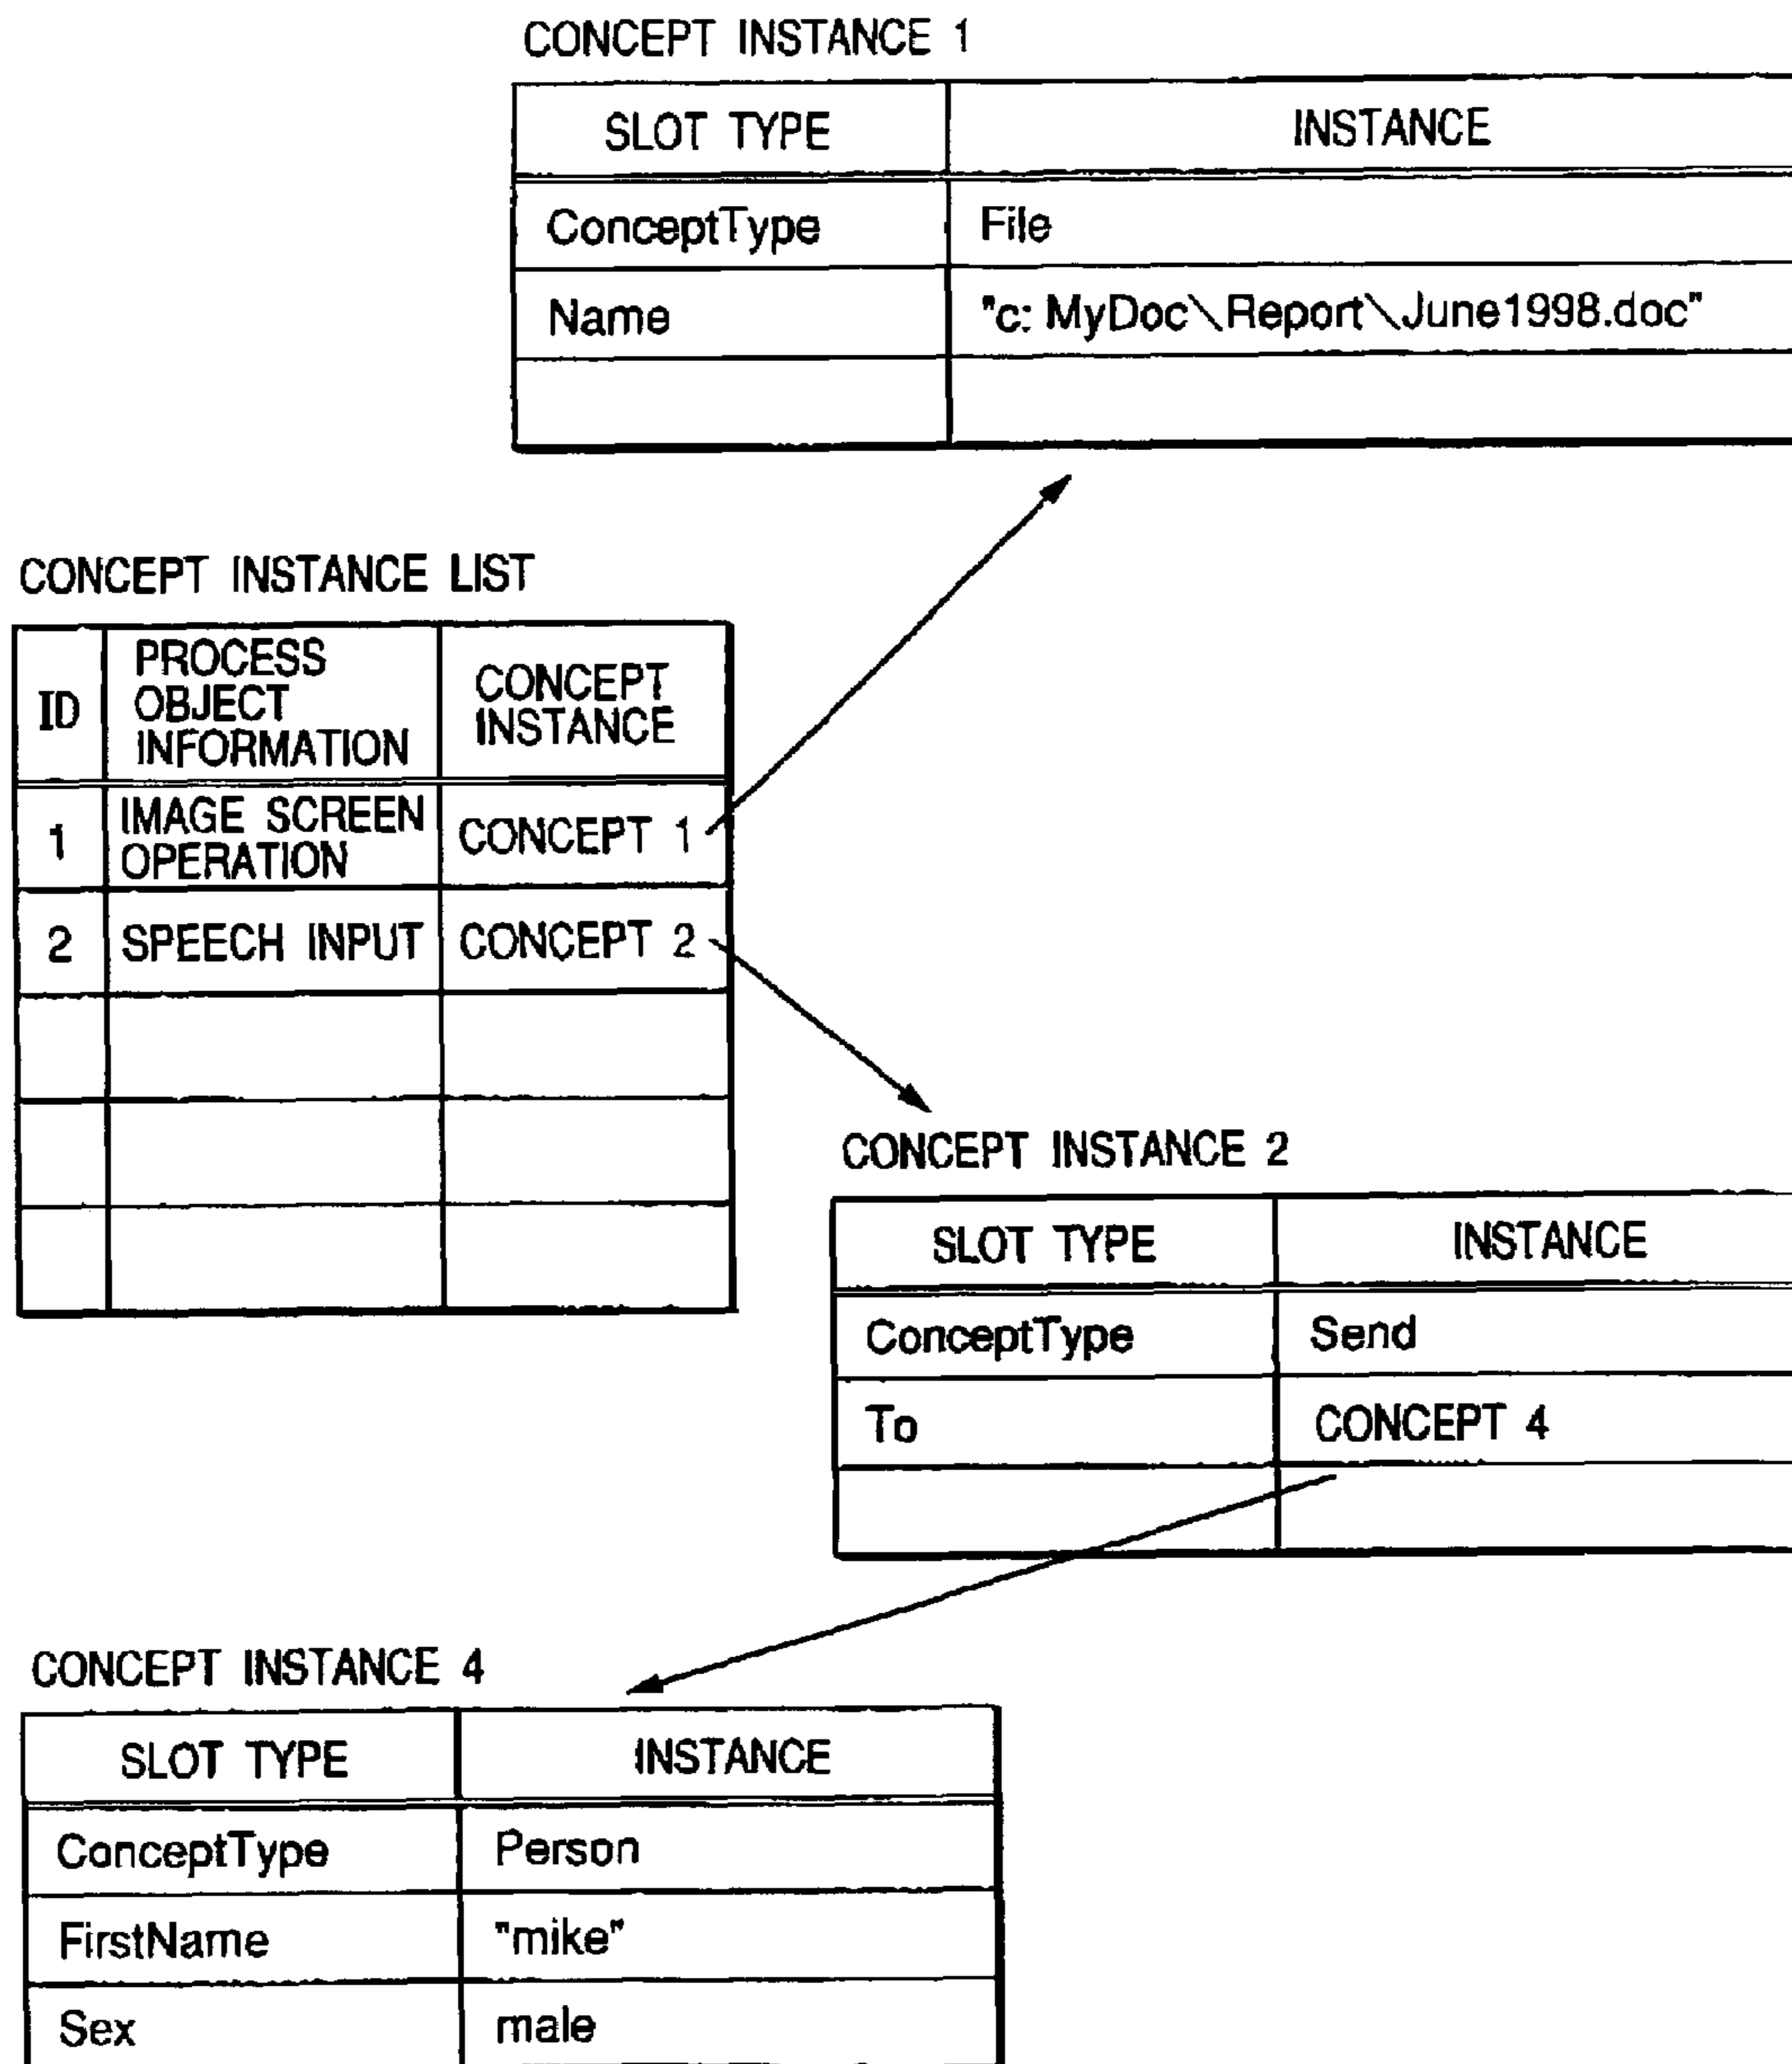 CONCEPT INSTANCE 1
SLOT TYPE INSTANCE
ConceptType File
Name "c: MyDoc\Report\June1998.doc"
CONCEPT INSTANCE LIST
ID PROCESS OBJECT INFORMATION CONCEPT INSTANCE
1 IMAGE SCREEN OPERATION CONCEPT 1
2 SPEECH INPUT CONCEPT 2
CONCEPT INSTANCE 2
SLOT TYPE INSTANCE
ConceptType Send
To CONCEPT 4
CONCEPT INSTANCE 4
SLOT TYPE INSTANCE
ConceptType Person
FirstName "mike"
Sex male